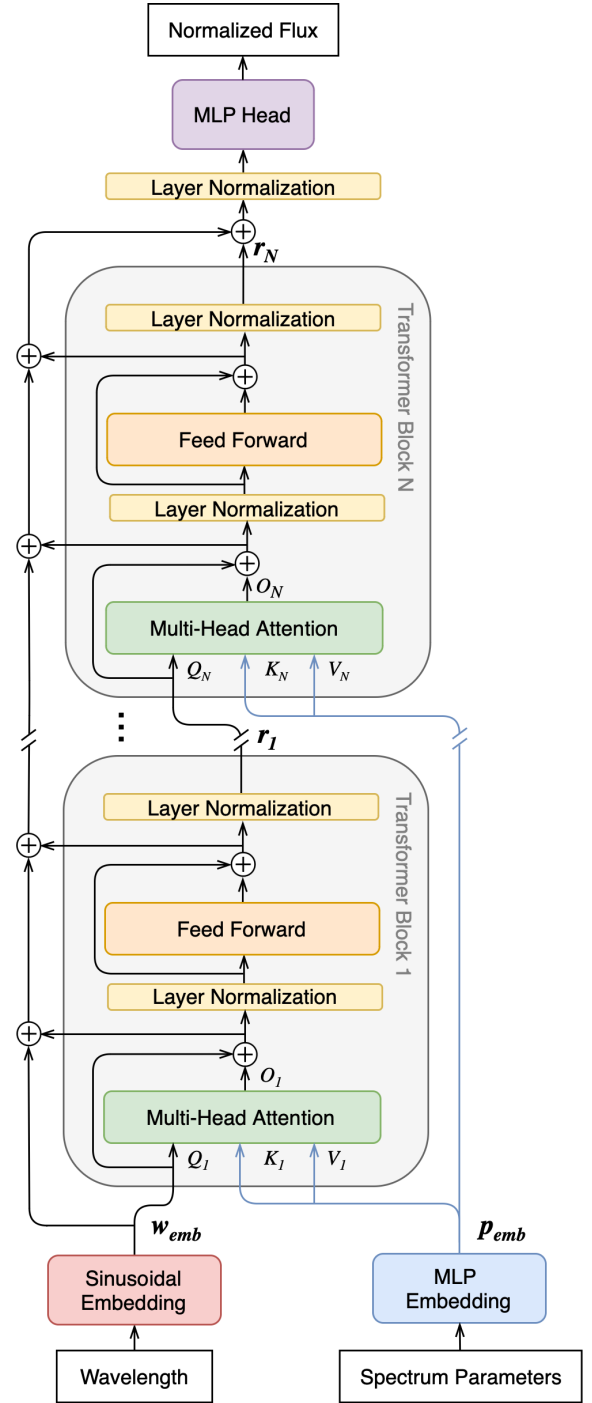 Normalized Flux
MLP Head
Layer Normalization
r_N
Transformer Block N
Layer Normalization
Feed Forward
Layer Normalization
O_N
Multi-Head Attention
Q_N K_N V_N
...
r_1
Transformer Block 1
Layer Normalization
Feed Forward
Layer Normalization
O_1
Multi-Head Attention
Q_1 K_1 V_1
w_emb p_emb
Sinusoidal
Embedding
MLP
Embedding
Wavelength
Spectrum Parameters